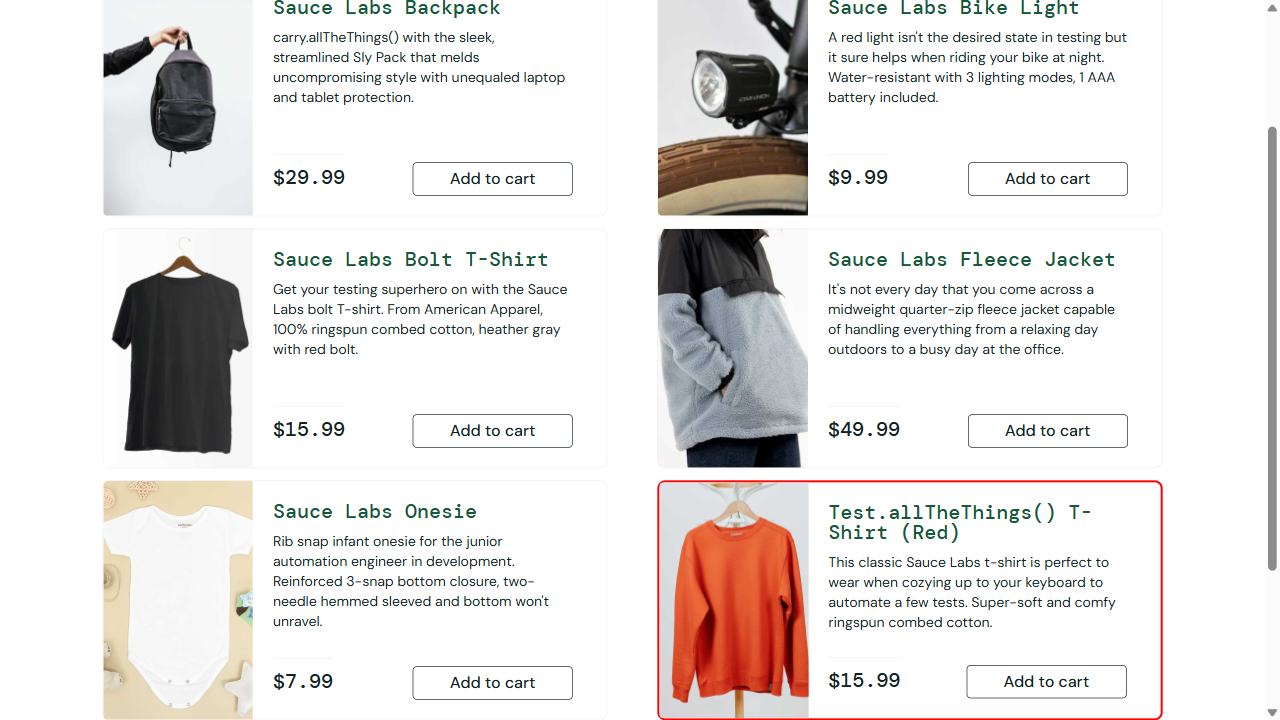 Sauce Labs Backpack
carry.allTheThings() with the sleek,
streamlined Sly Pack that melds
uncompromising style with unequaled laptop
and tablet protection.
$29.99
Add to cart
Sauce Labs Bike Light
A red light isn't the desired state in testing but
it sure helps when riding your bike at night.
Water-resistant with 3 lighting modes, 1 AAA
battery included.
$9.99
Add to cart
Sauce Labs Bolt T-Shirt
Get your testing superhero on with the Sauce
Labs bolt T-shirt. From American Apparel,
100% ringspun combed cotton, heather gray
with red bolt.
$15.99
Add to cart
Sauce Labs Fleece Jacket
It's not every day that you come across a
midweight quarter-zip fleece jacket capable
of handling everything from a relaxing day
outdoors to a busy day at the office.
$49.99
Add to cart
Sauce Labs Onesie
Rib snap infant onesie for the junior
automation engineer in development.
Reinforced 3-snap bottom closure, two-
needle hemmed sleeved and bottom won't
unravel.
$7.99
Add to cart
Test.allTheThings() T-
Shirt (Red)
This classic Sauce Labs t-shirt is perfect to
wear when cozying up to your keyboard to
automate a few tests. Super-soft and comfy
ringspun combed cotton.
$15.99
Add to cart